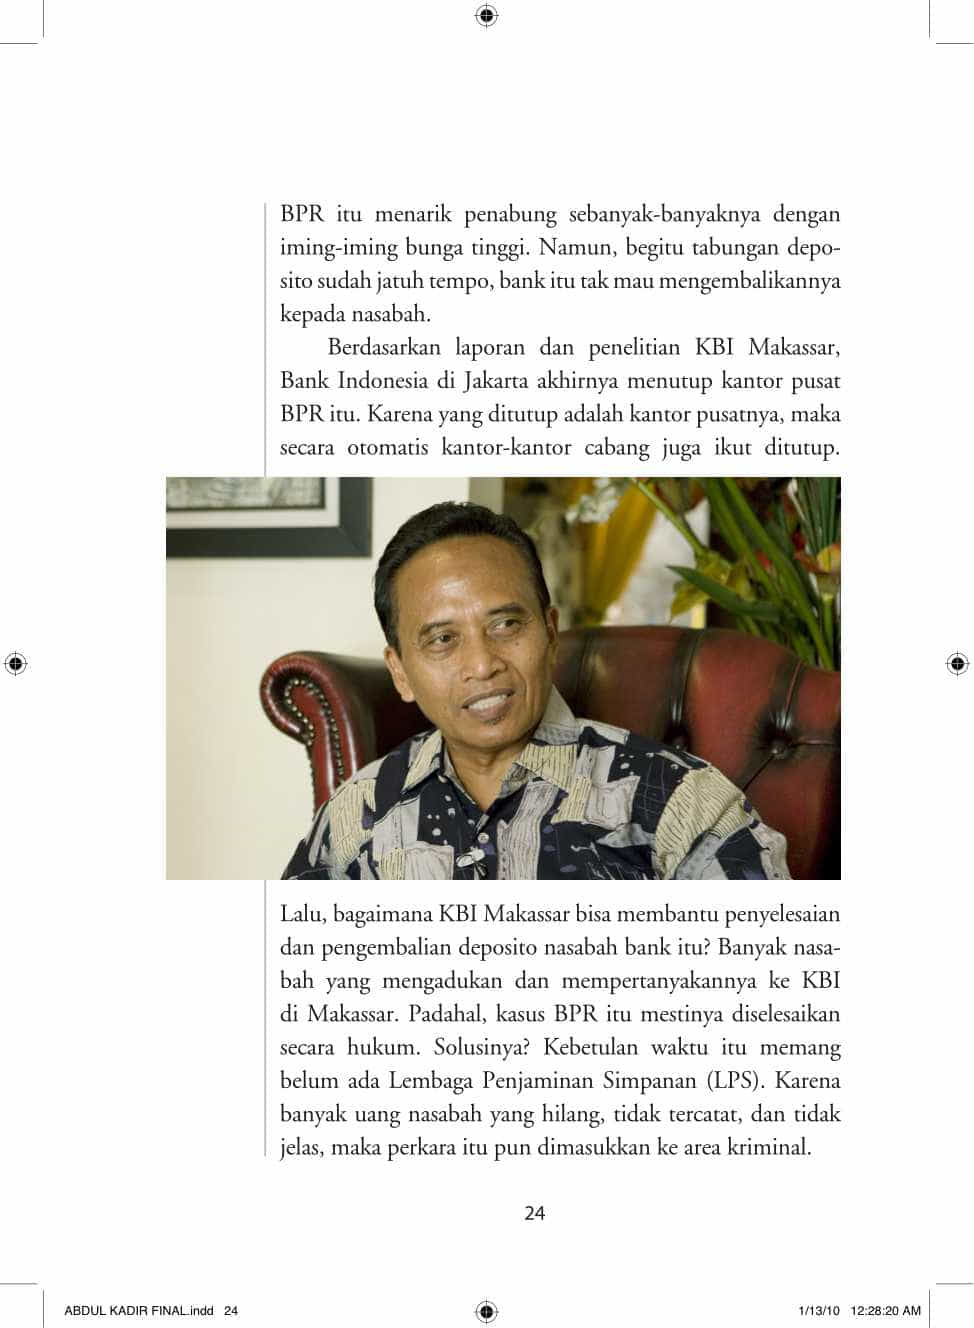 BPR itu menarik penabung sebanyak-banyaknya dengan
iming-iming bunga tinggi. Namun, begitu tabungan depo-
sito sudah jatuh tempo, bank itu tak mau mengembalikannya
kepada nasabah.
Berdasarkan laporan dan penelitian KBI Makassar,
Bank Indonesia di Jakarta akhirnya menutup kantor pusat
BPR itu. Karena yang ditutup adalah kantor pusatnya, maka
secara otomatis kantor-kantor cabang juga ikut ditutup.
Lalu, bagaimana KBI Makassar bisa membantu penyelesaian
dan pengembalian deposito nasabah bank itu? Banyak nasa-
bah yang mengadukan dan mempertanyakannya ke KBI
di Makassar. Padahal, kasus BPR itu mestinya diselesaikan
secara hukum. Solusinya? Kebetulan waktu itu memang
belum ada Lembaga Penjaminan Simpanan (LPS). Karena
banyak uang nasabah yang hilang, tidak tercatat, dan tidak
jelas, maka perkara itu pun dimasukkan ke area kriminal.
24
ABDUL KADIR FINAL.indd 24
1/13/10 12:28:20 AM